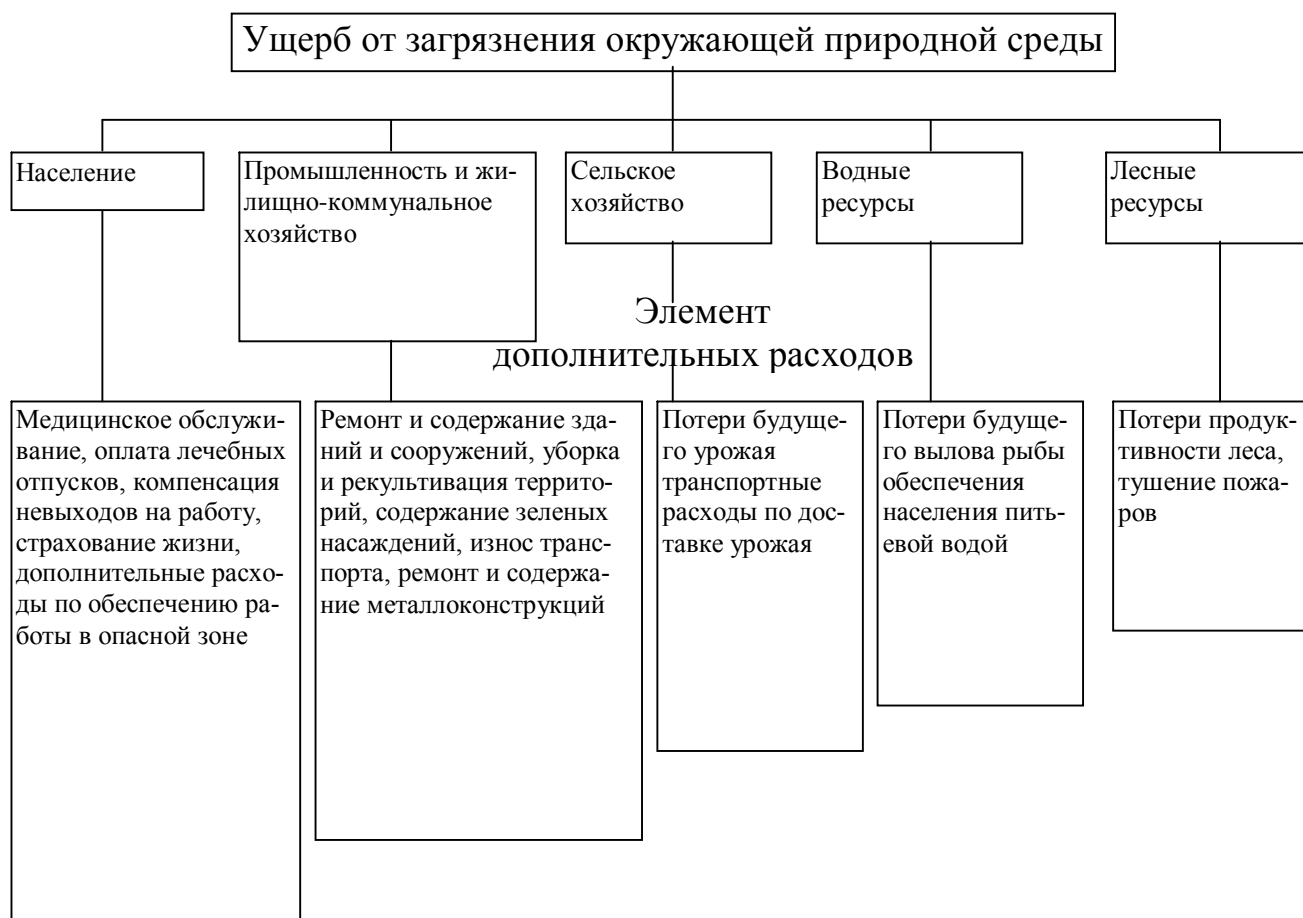 Ущерб от загрязнения окружающей природной среды
Население
Промышленность и жи-
лищно-коммунальное
хозяйство
Сельское
хозяйство
Водные
ресурсы
Лесные
ресурсы
Элемент
дополнительных расходов
Медицинское обслужи-
вание, оплата лечебных
отпусков, компенсация
невыходов на работу,
страхование жизни,
дополнительные расхо-
ды по обеспечению ра-
боты в опасной зоне
Ремонт и содержание зда-
ний и сооружений, уборка
и рекультивация террито-
рий, содержание зеленых
насаждений, износ транс-
порта, ремонт и содержа-
ние металлоконструкций
Потери будуще-
го урожая
транспортные
расходы по дос-
тавке урожая
Потери будуще-
го вылова рыбы
обеспечения
населения пить-
евой водой
Потери продук-
тивности леса,
тушение пожа-
ров